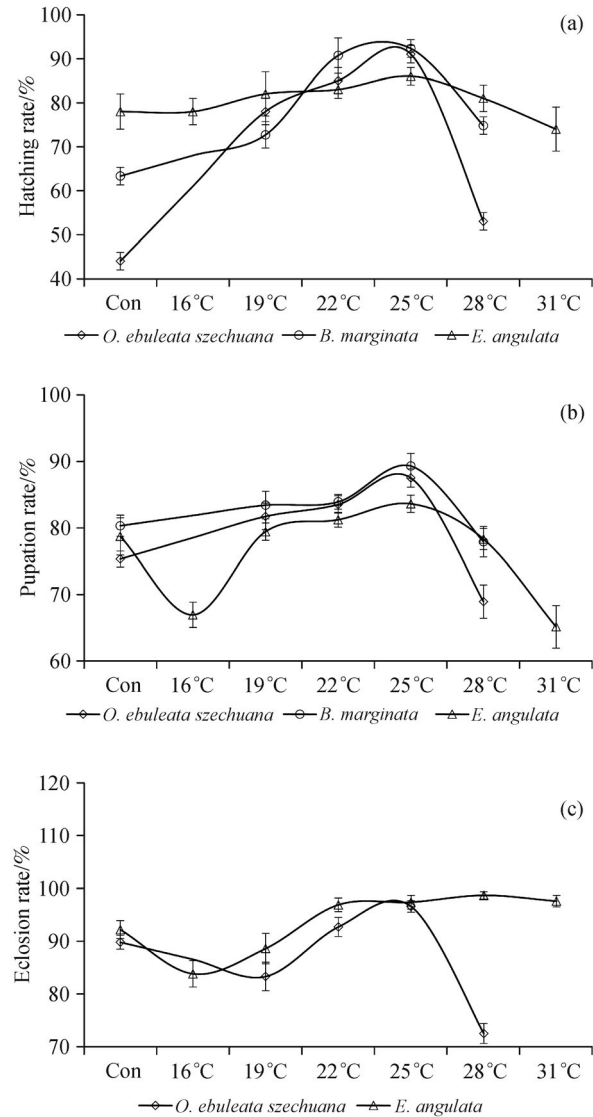 100
(a)
90
80
70
60
50
40
Hatching rate/%
Con 16°C 19°C 22°C 25°C 28°C 31°C
O. ebuleata szechuana B. marginata E. angulata
100
(b)
90
80
70
60
Pupation rate/%
Con 16°C 19°C 22°C 25°C 28°C 31°C
O. ebuleata szechuana B. marginata E. angulata
120
(c)
110
100
90
80
70
Eclosion rate/%
Con 16°C 19°C 22°C 25°C 28°C 31°C
O. ebuleata szechuana E. angulata